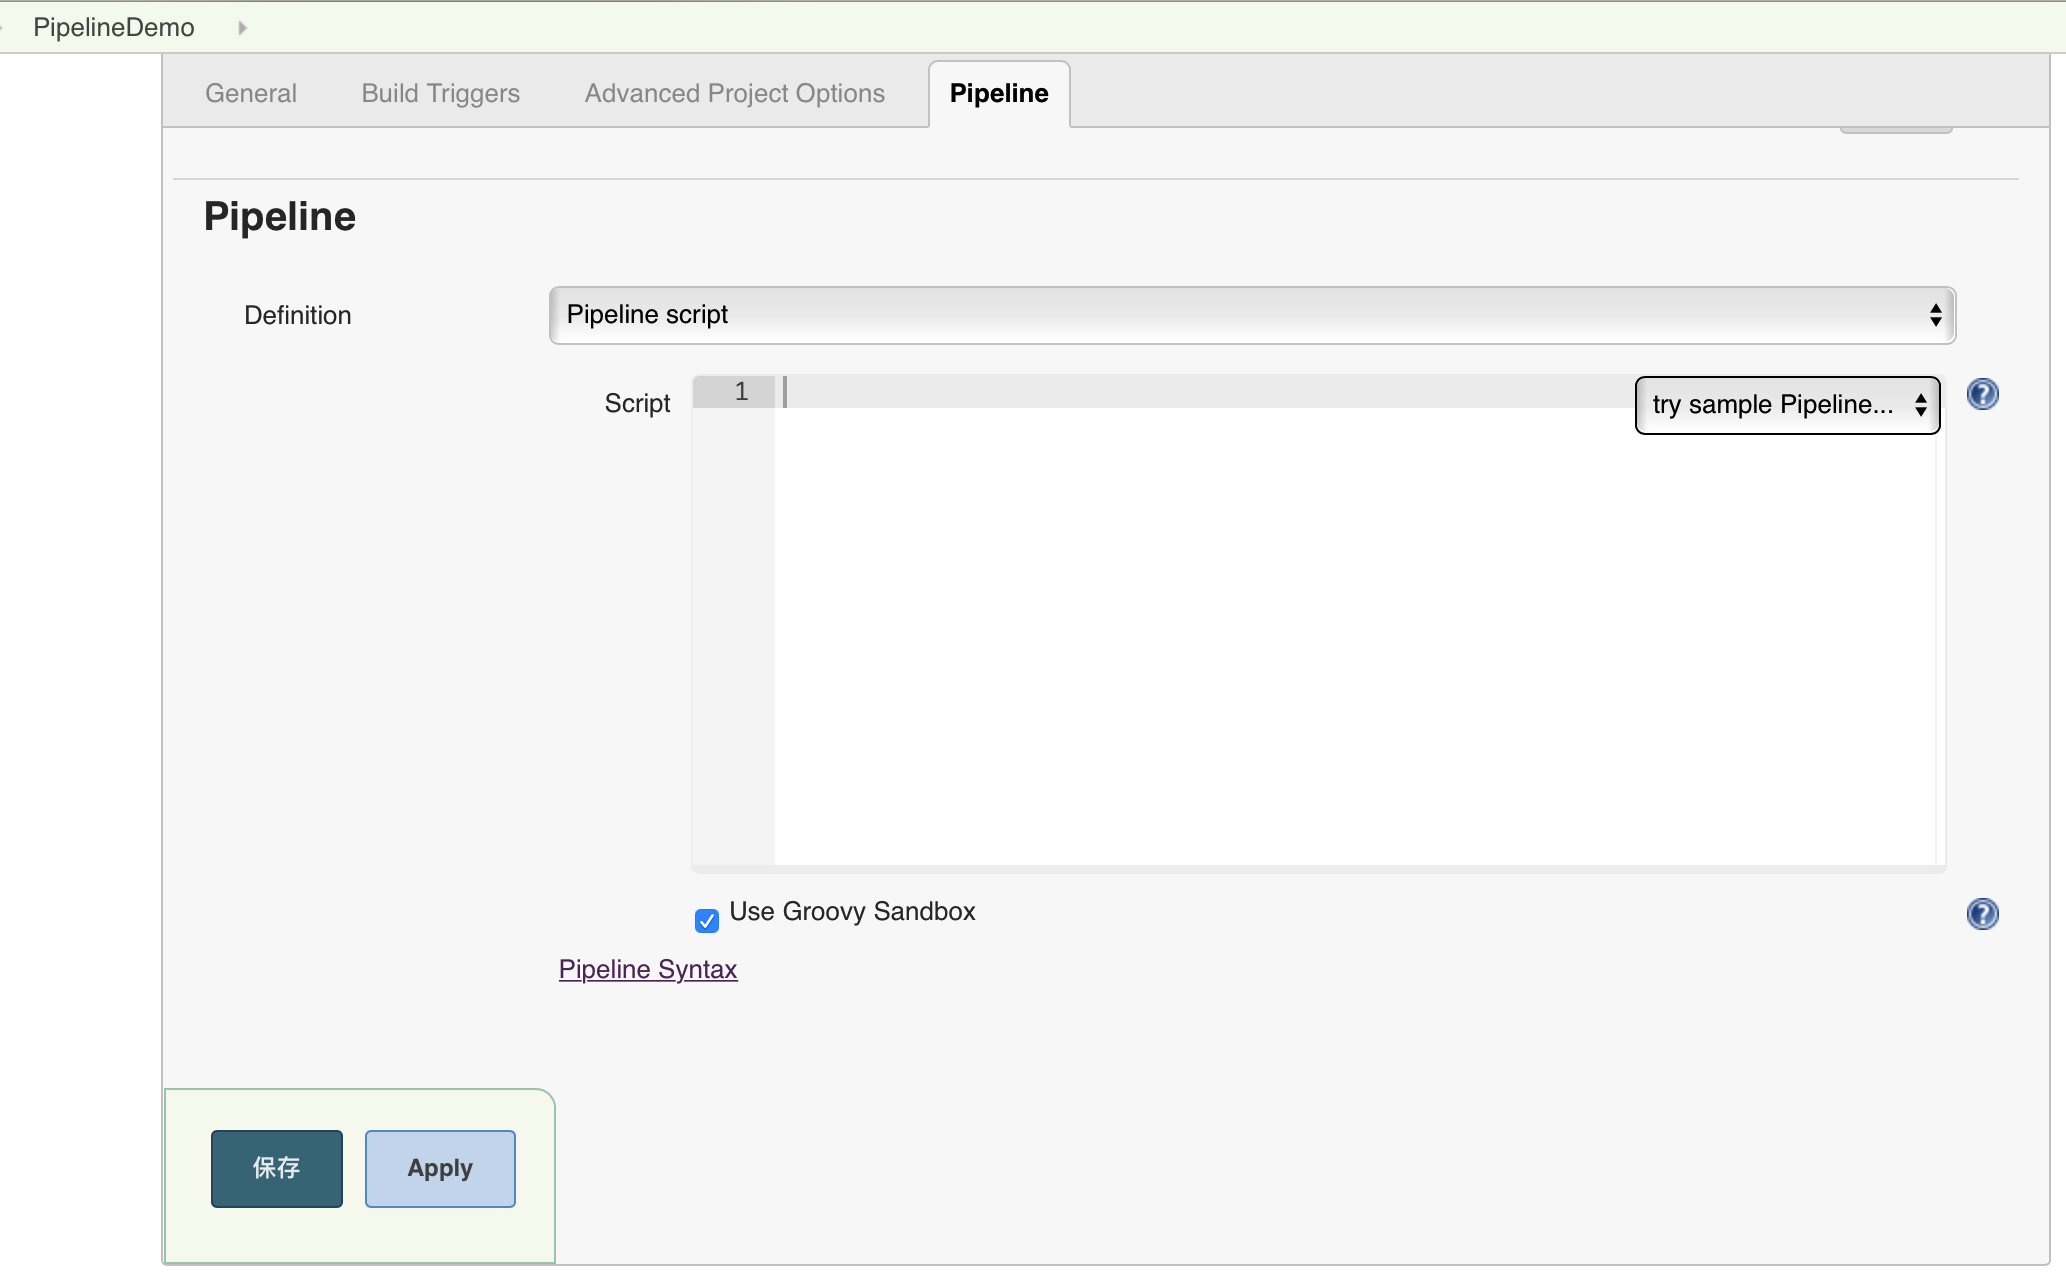 PipelineDemo
General Build Triggers Advanced Project Options Pipeline
Pipeline
Definition Pipeline script
Script 1 try sample Pipeline...
Use Groovy Sandbox
Pipeline Syntax
保存 Apply